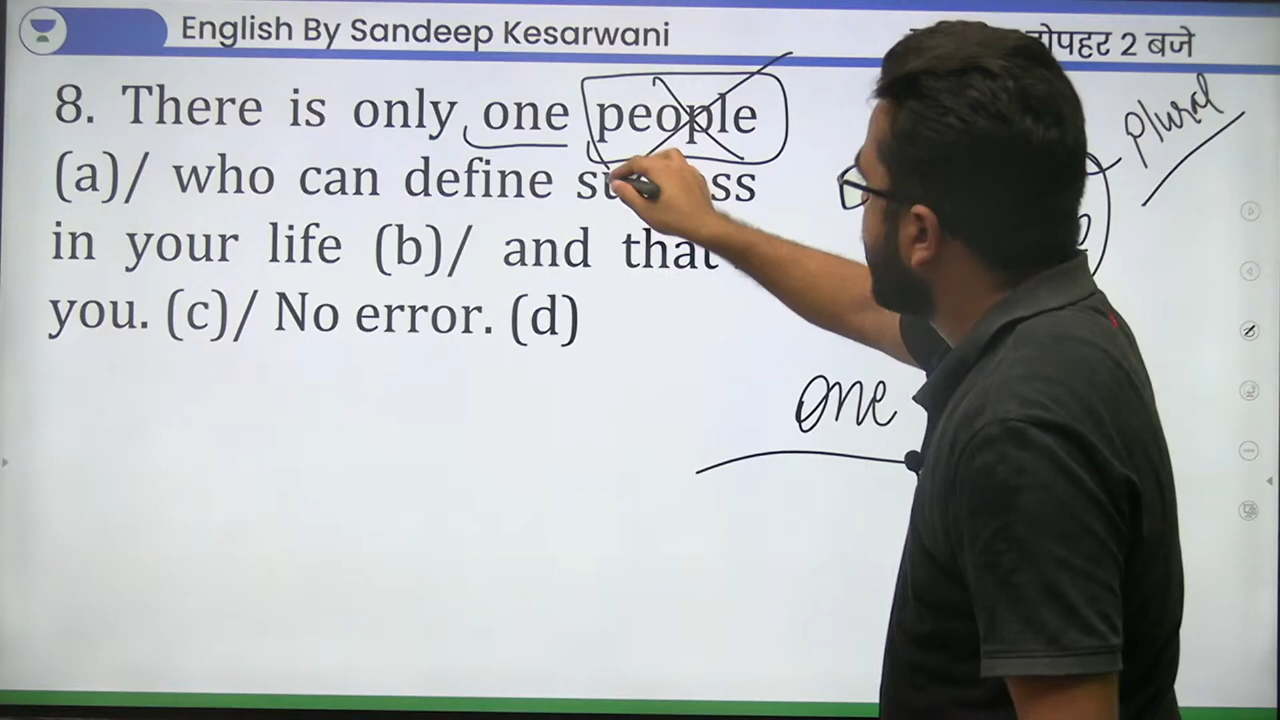 English By Sandeep Kesarwani
दोपहर 2 बजे
8. There is only one people
(a)/ who can define
ss
in your life (b)/ and that
you. (c)/ No error. (d)
plural
one